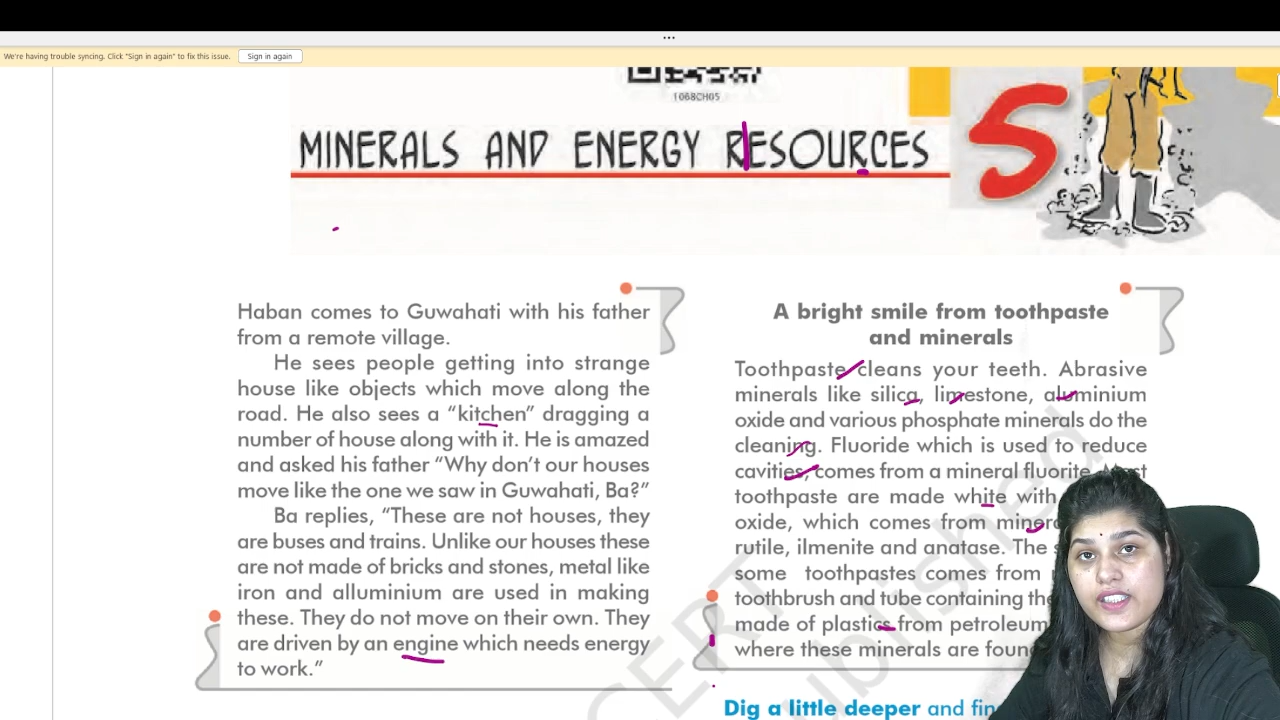 We're having trouble syncing. Click "Sign in again" to fix this issue. Sign in again
1068CH05
MINERALS AND ENERGY RESOURCES
5
Haban comes to Guwahati with his father
from a remote village.
He sees people getting into strange
house like objects which move along the
road. He also sees a “kitchen” dragging a
number of house along with it. He is amazed
and asked his father “Why don’t our houses
move like the one we saw in Guwahati, Ba?”
Ba replies, “These are not houses, they
are buses and trains. Unlike our houses these
are not made of bricks and stones, metal like
iron and alluminium are used in making
these. They do not move on their own. They
are driven by an engine which needs energy
to work.”
A bright smile from toothpaste
and minerals
Toothpaste cleans your teeth. Abrasive
minerals like silica, limestone, aluminium
oxide and various phosphate minerals do the
cleaning. Fluoride which is used to reduce
cavities, comes from a mineral fluorite.
toothpaste are made white with
oxide, which comes from
rutile, ilmenite and anatase. The
some toothpastes comes from
toothbrush and tube containing the
made of plastics from petroleum
where these minerals are
Dig a little deeper and